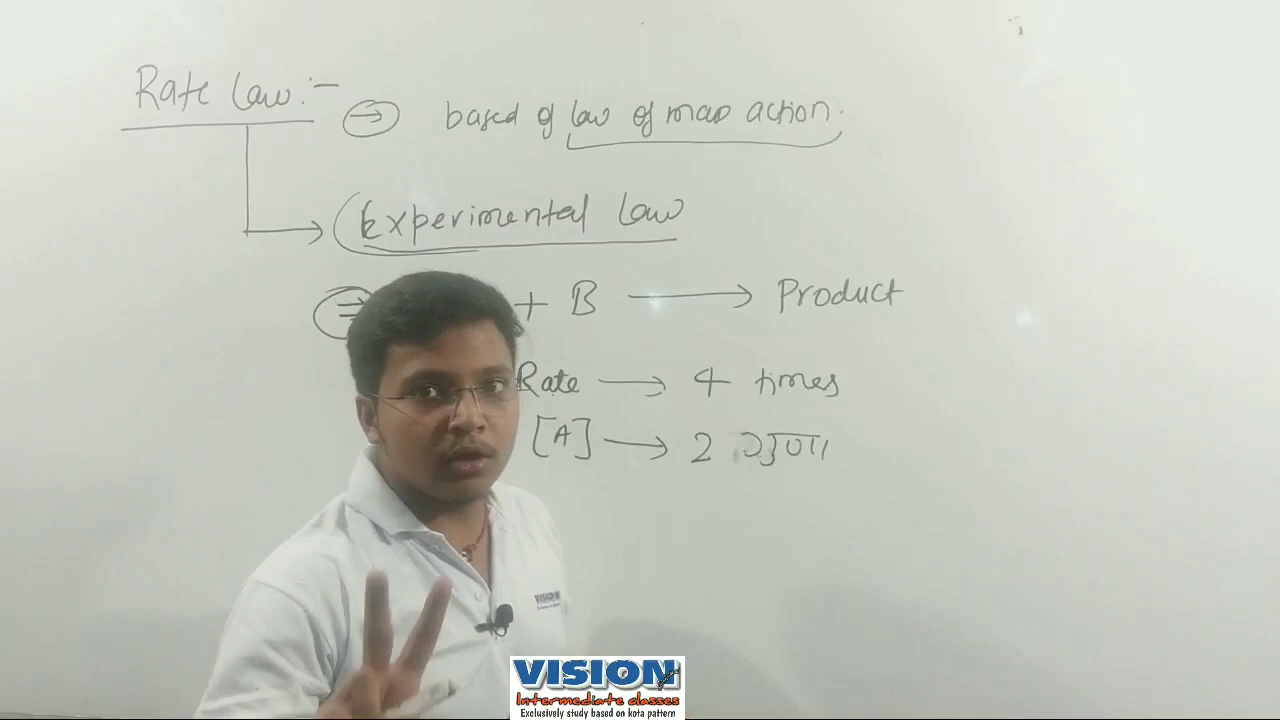 Rate Law :-
→ based of law of mass action.
Experimental Law
⇒ + B → Product
Rate → 4 times
[A] → 2 गुणा
VISION
VISION
Intermediate classes
Exclusively study based on kota pattern